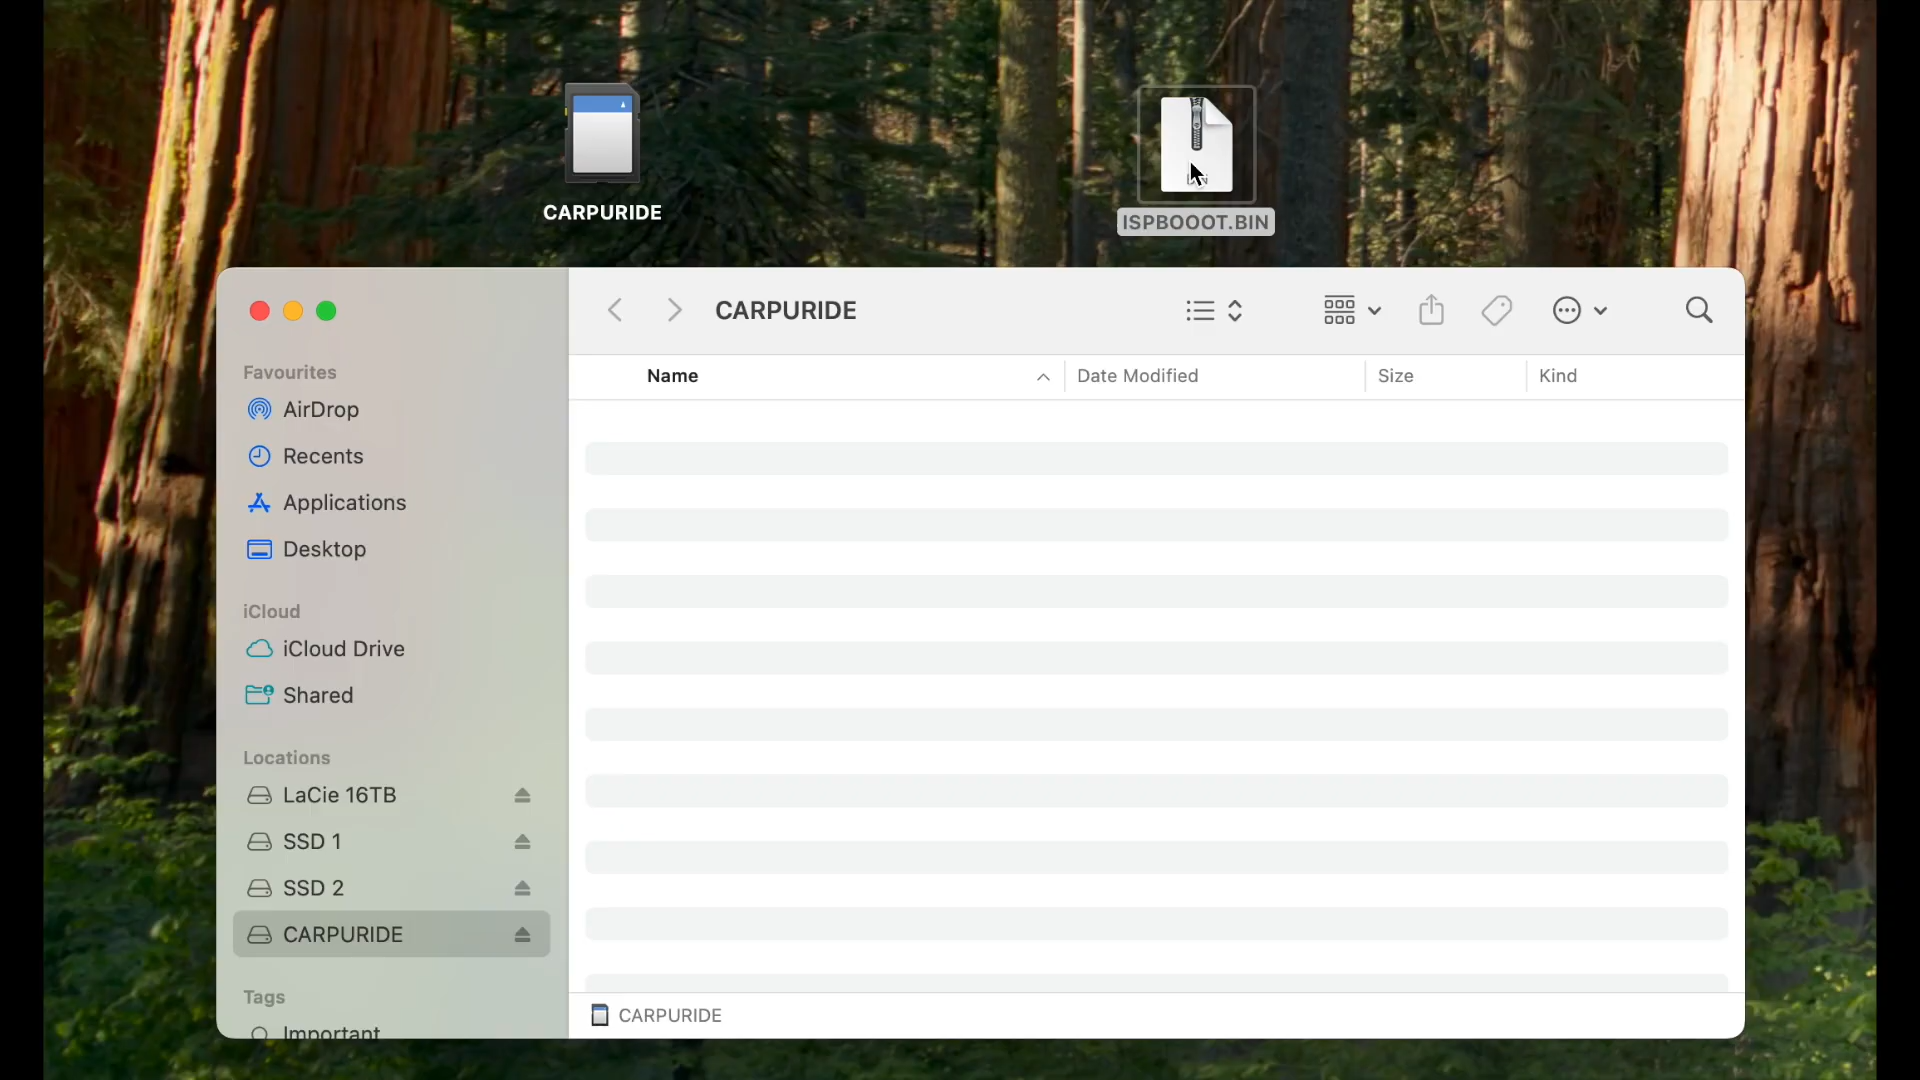 CARPURIDE
ISPBOOOT.BIN
CARPURIDE
Name
Date Modified
Size
Kind
Favourites
AirDrop
Recents
Applications
Desktop
iCloud
iCloud Drive
Shared
Locations
LaCie 16TB
SSD 1
SSD 2
CARPURIDE
Tags
Important
CARPURIDE